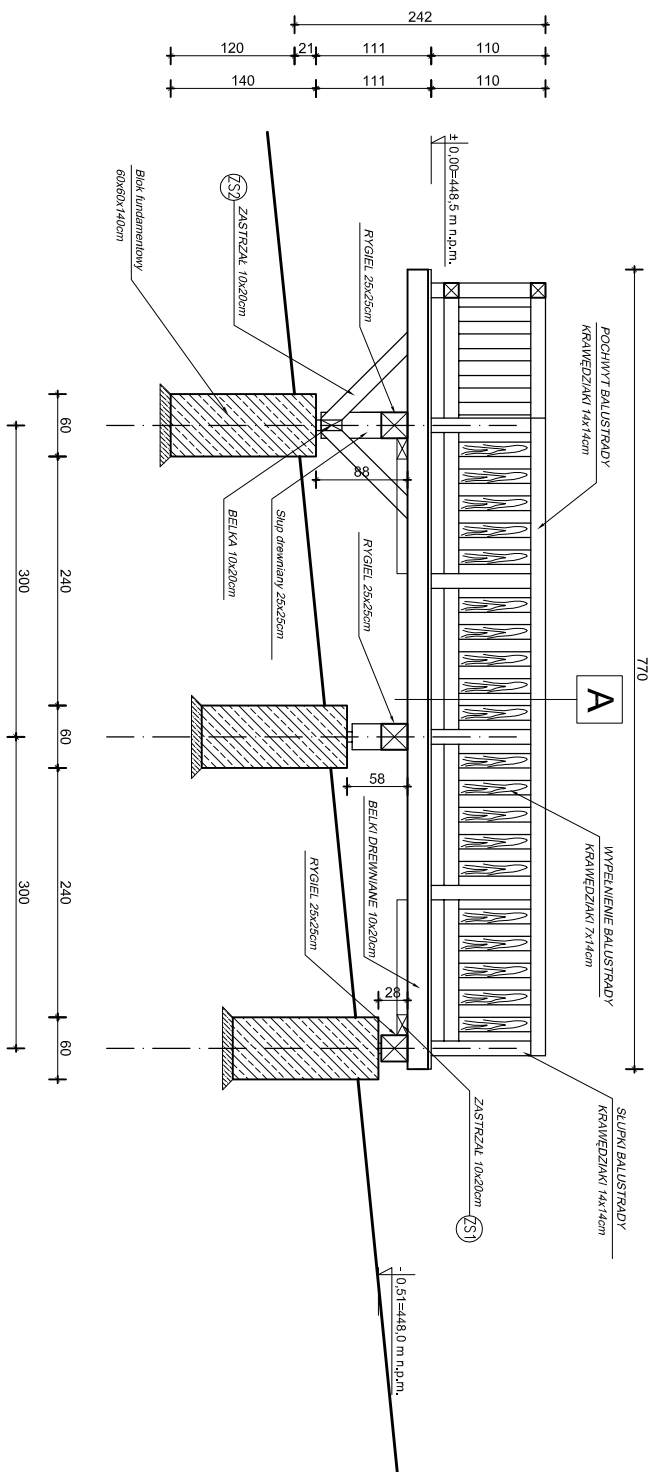 242
120
21
111
110
140
111
110
± 0,00=448,5 m n.p.m.
770
POCHWYT BALUSTRADY
KRAWĘDZIAKI 14x14cm
A
WYPEŁNIENIE BALUSTRADY
KRAWĘDZIAKI 7x14cm
SŁUPKI BALUSTRADY
KRAWĘDZIAKI 14x14cm
RYGIEL 25x25cm
ZS2
ZASTRZAŁ 10x20cm
Blok fundamentowy
60x60x140cm
RYGIEL 25x25cm
88
Słup drewniany 25x25cm
BELKA 10x20cm
58
BELKI DREWNIANE 10x20cm
RYGIEL 25x25cm
28
ZASTRZAŁ 10x20cm
ZS1
- 0,51=448,0 m n.p.m.
60
240
60
240
60
300
300